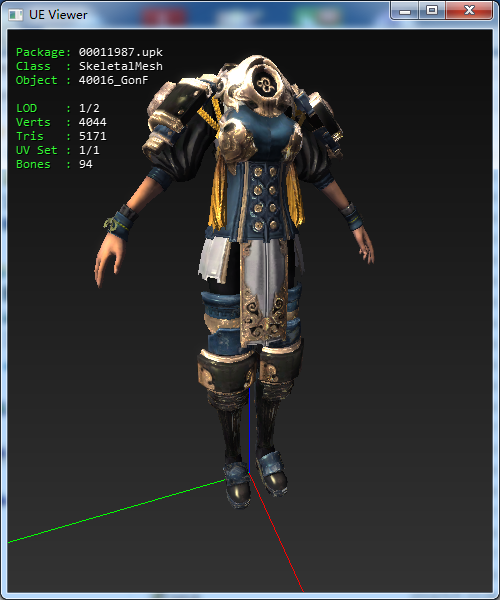 UE Viewer
Package: 00011987.upk
Class  : SkeletalMesh
Object : 40016_GonF
LOD    : 1/2
Verts  : 4044
Tris   : 5171
UV Set : 1/1
Bones  : 94